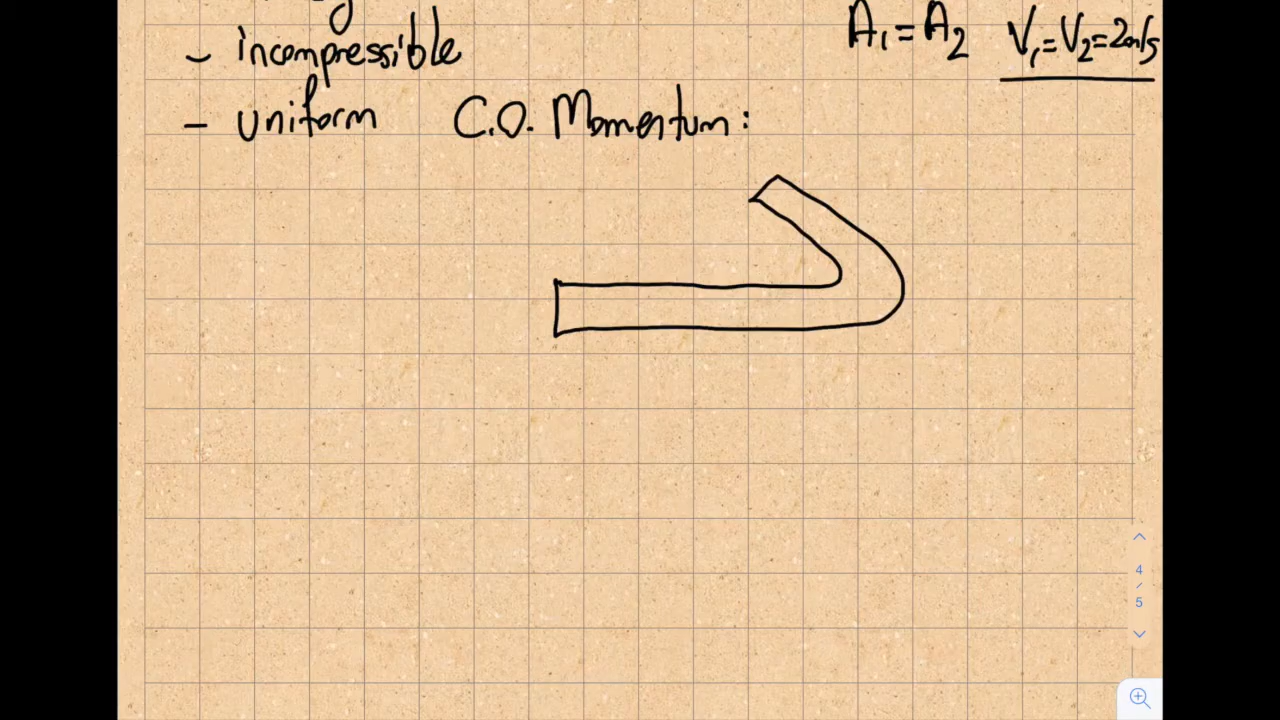 - incompressible
A₁ = A₂ V₁ = V₂ = 2m/s
- uniform C.O. Momentum:
4
/
5